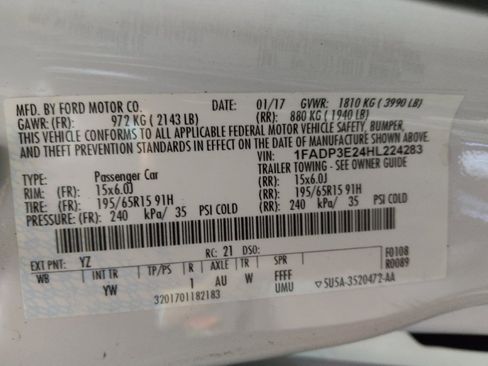 MFD. BY FORD MOTOR CO. DATE: 01/17 GVWR: 1810 KG ( 3990 LB)
GAWR: (FR): 972 KG ( 2143 LB) (RR): 880 KG ( 1940 LB)
THIS VEHICLE CONFORMS TO ALL APPLICABLE FEDERAL MOTOR VEHICLE SAFETY, BUMPER,
THEFT PREVENTION STANDARDS IN EFFECT ON THE DATE OF MANUFACTURE SHOWN ABOVE.
VIN: 1FADP3E24HL224283
TYPE: Passenger Car TRAILER TOWING - SEE OWNER GUIDE
RIM: (FR): 15x6.0J (RR): 15x6.0J
TIRE: (FR): 195/65R15 91H (RR): 195/65R15 91H
PRESSURE: (FR): 240 kPa/ 35 PSI COLD (RR): 240 kPa/ 35 PSI COLD
EXT PNT: YZ RC: 21 DSO: F0108
WB INT TR TP/PS R AXLE TR SPR R0089
YW 1 AU W FFFF
UMU
3201701182183 ▽5U5A-3520472-AA